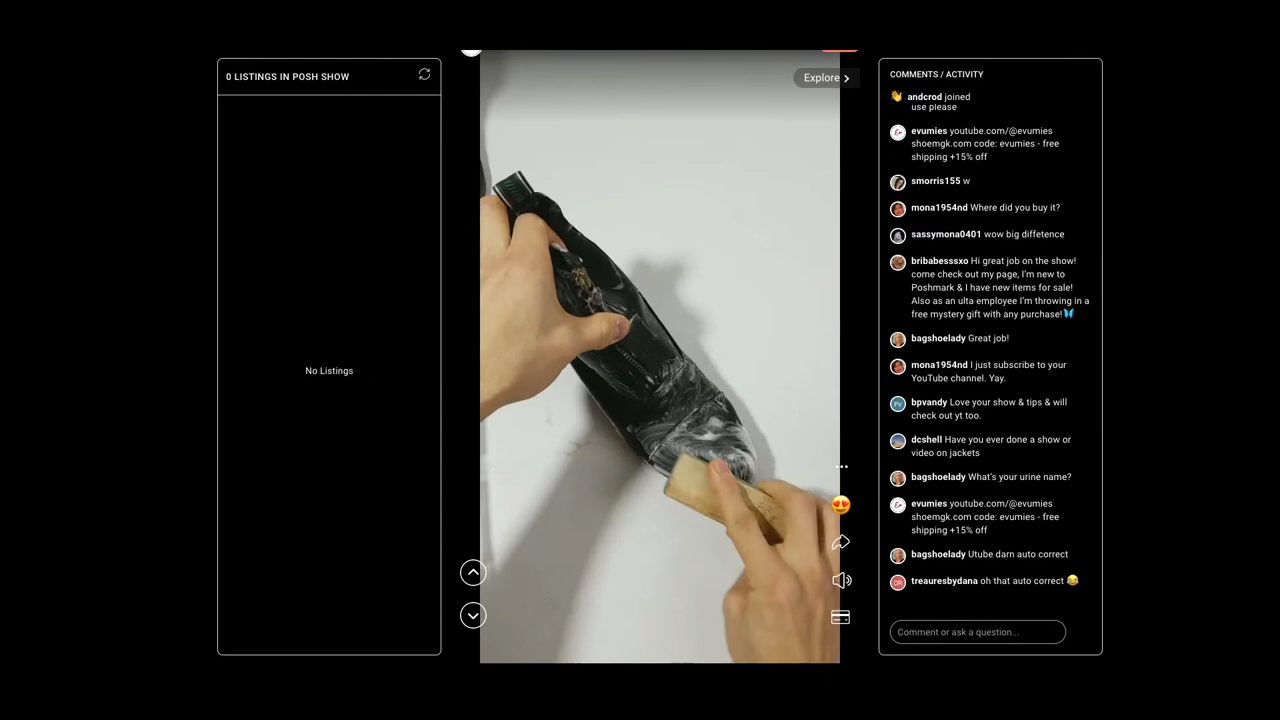 0 LISTINGS IN POSH SHOW
No Listings
Explore
COMMENTS / ACTIVITY
andcrod joined
use please
evumies youtube.com/@evumies
shoemgk.com code: evumies - free
shipping +15% off
smorris155 w
mona1954nd Where did you buy it?
sassymona0401 wow big diffetence
bribabesssxo Hi great job on the show!
come check out my page, I'm new to
Poshmark & I have new items for sale!
Also as an ulta employee I'm throwing in a
free mystery gift with any purchase!
bagshoelady Great job!
mona1954nd I just subscribe to your
YouTube channel. Yay.
PV
bpvandy Love your show & tips & will
check out yt too.
dcshell Have you ever done a show or
video on jackets
bagshoelady What's your urine name?
evumies youtube.com/@evumies
shoemgk.com code: evumies - free
shipping +15% off
bagshoelady Utube darn auto correct
DR
treauresbydana oh that auto correct
Comment or ask a question...